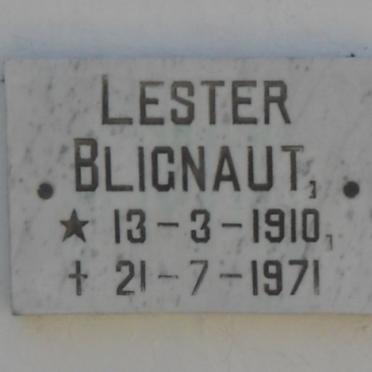 LESTER
BLIGNAUT,
★ 13-3-1910,
† 21-7-1971